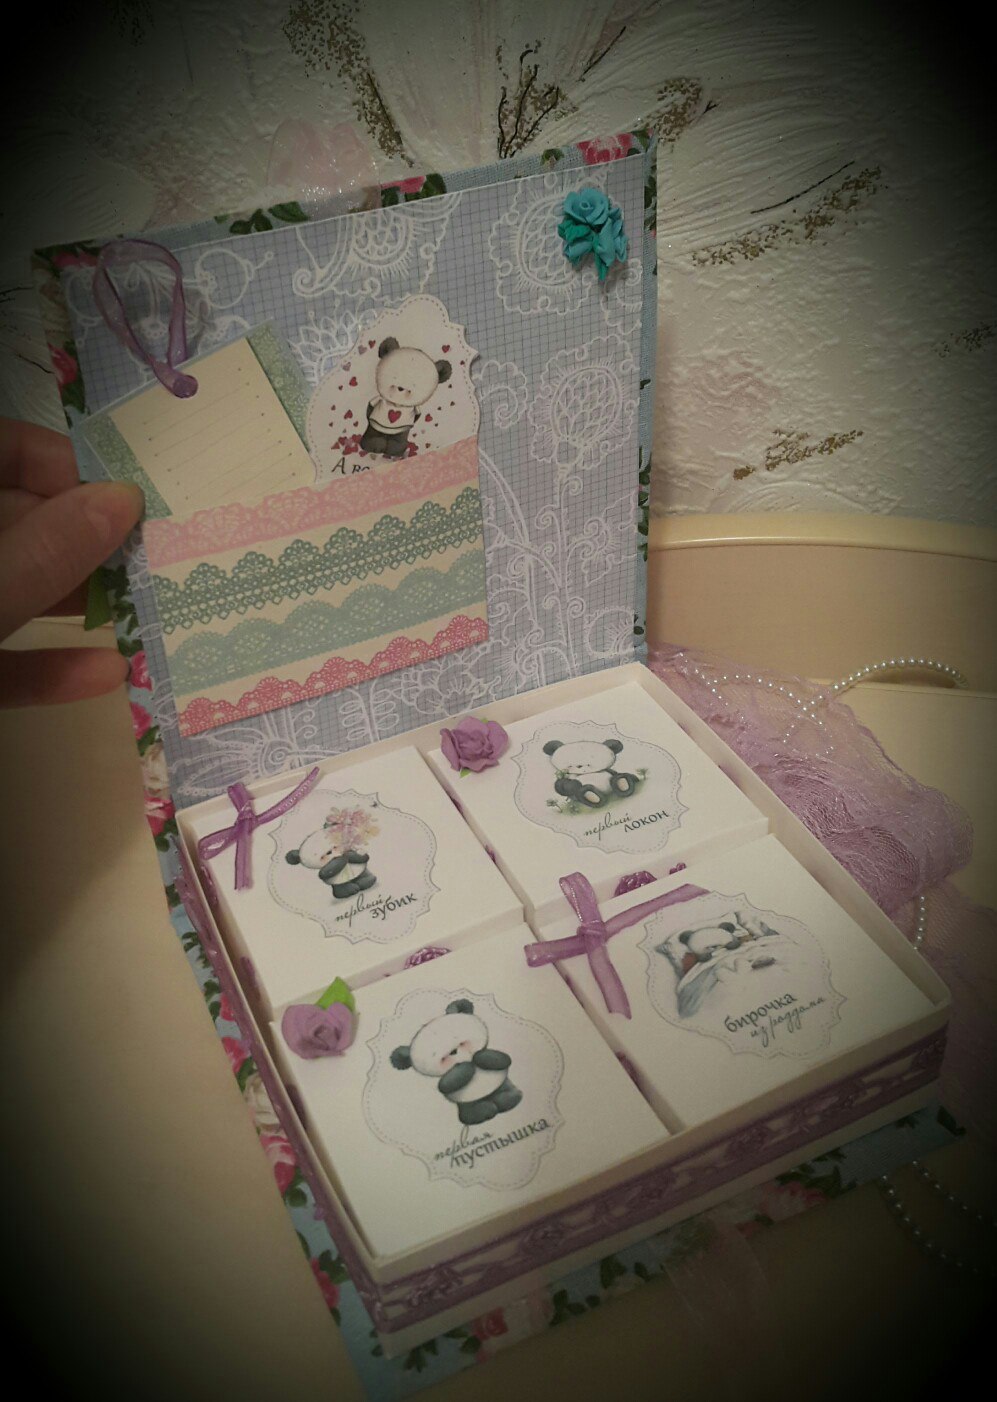 А
первый
локон
первый
зубик
бирочка
из роддома
первая
пустышка